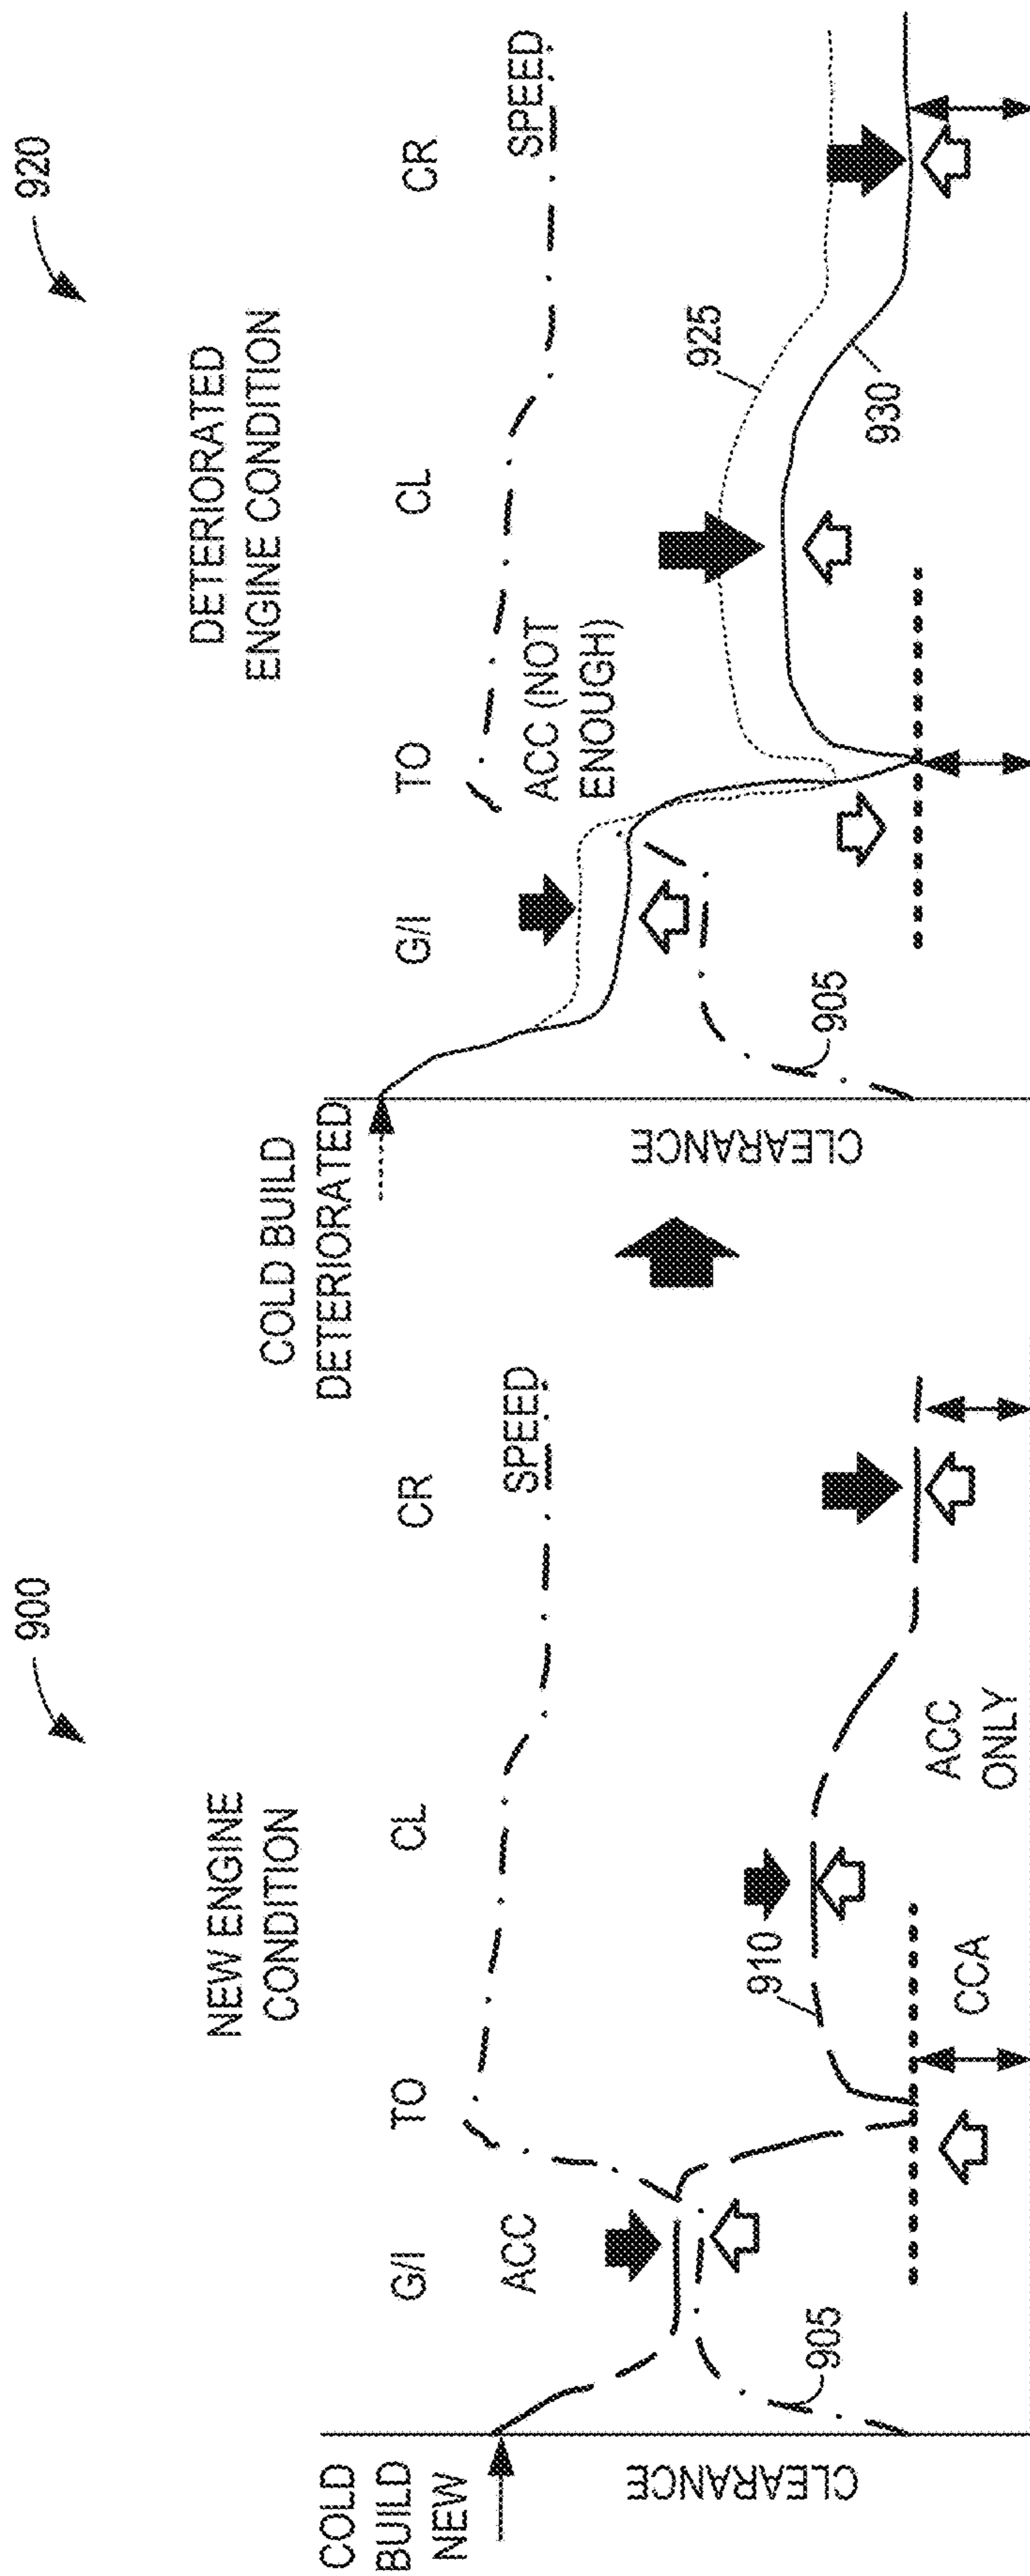 900
NEW ENGINE
CONDITION
COLD
BUILD
NEW
G/I
TO
CL
CR
ACC
SPEED
910
905
CCA
ACC
ONLY
CLEARANCE
920
DETERIORATED
ENGINE CONDITION
COLD BUILD
DETERIORATED
G/I
TO
CL
CR
SPEED
ACC (NOT
ENOUGH)
925
930
905
CLEARANCE